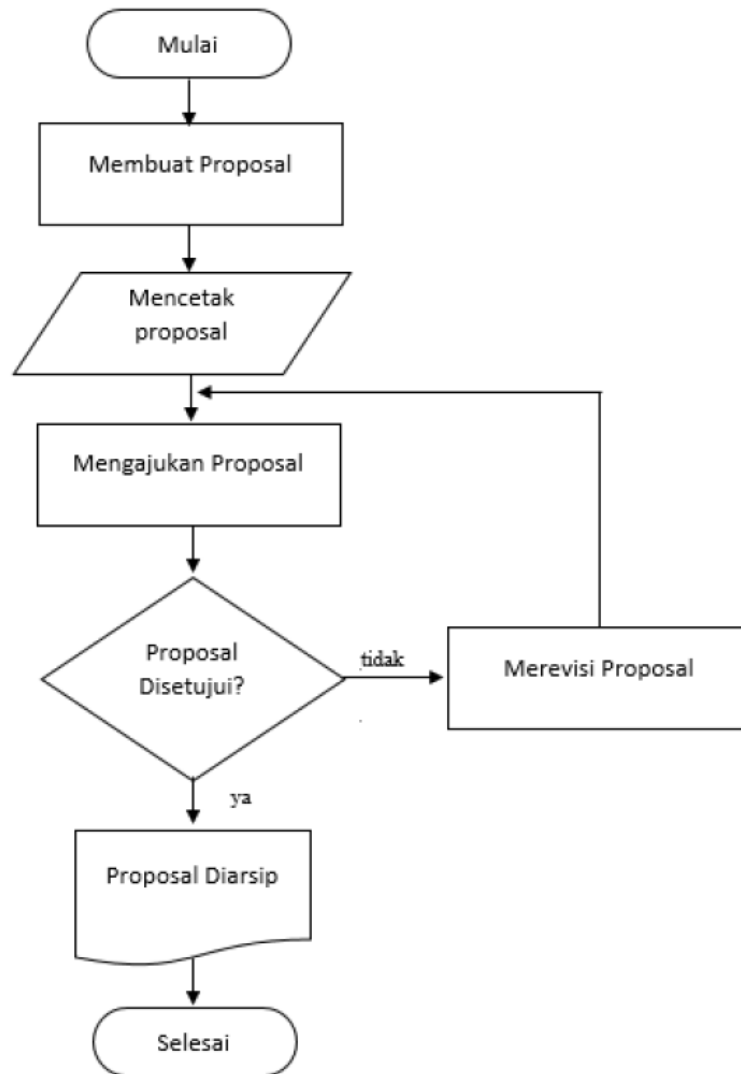 Mulai
Membuat Proposal
Mencetak
proposal
Mengajukan Proposal
Proposal
Disetujui?
tidak
Merevisi Proposal
ya
Proposal Diarsip
Selesai